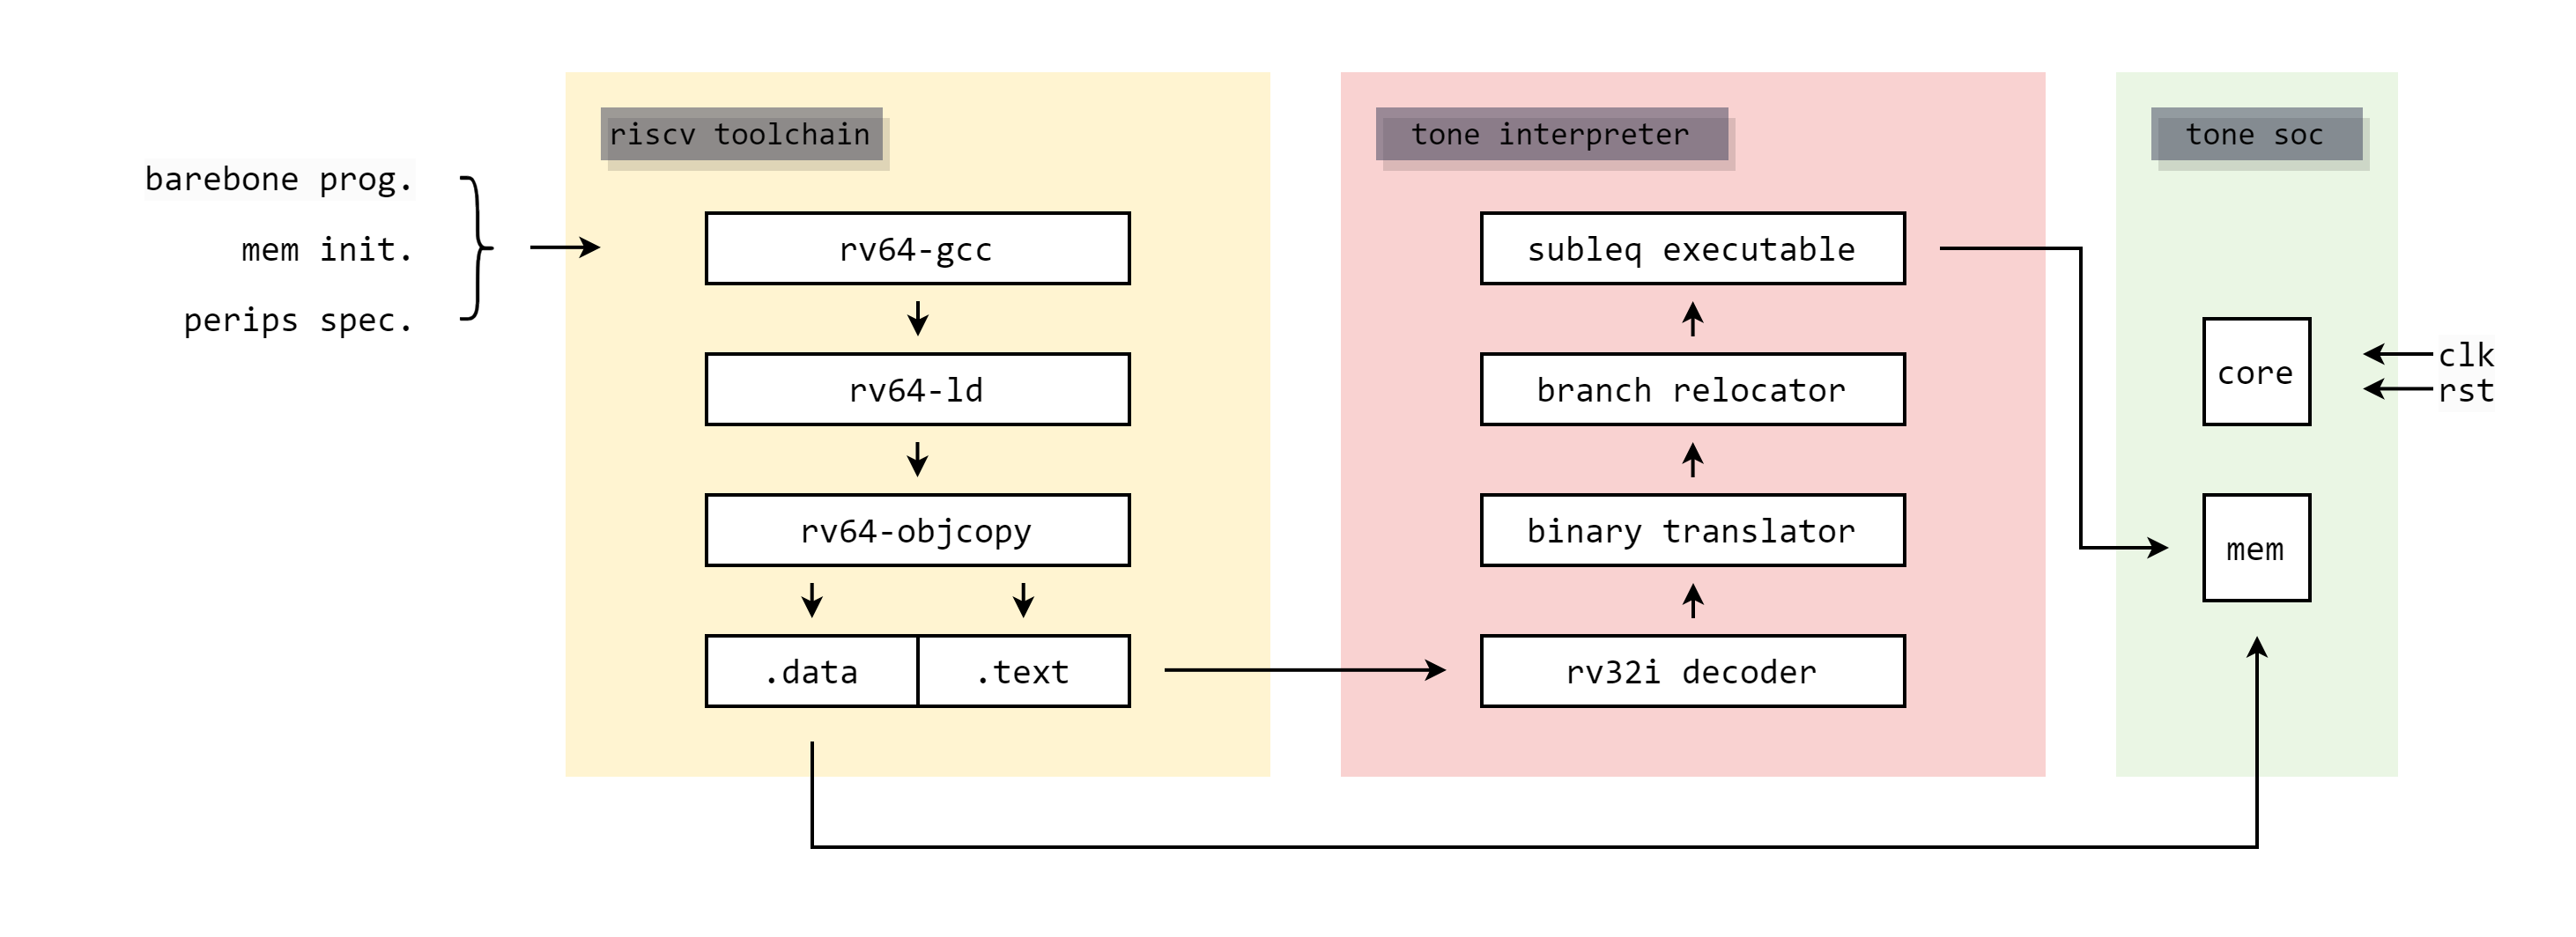 barebone prog.
mem init.
perips spec.
riscv toolchain
rv64-gcc
rv64-ld
rv64-objcopy
.data
.text
tone interpreter
subleq executable
branch relocator
binary translator
rv32i decoder
tone soc
core
mem
clk
rst